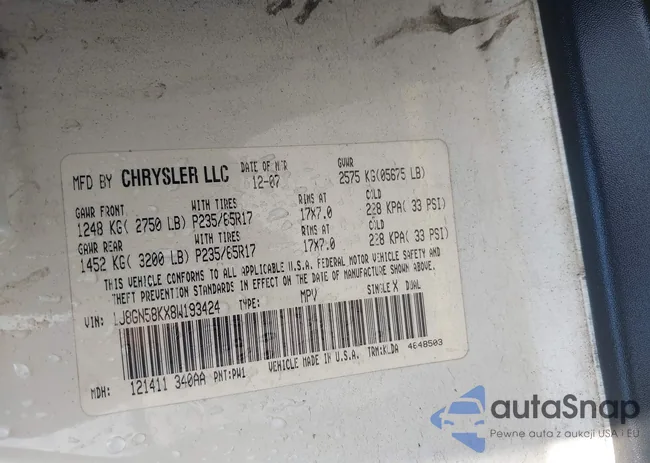 MFD BY CHRYSLER LLC DATE OF MFR 12-07 GVWR 2575 KG(05675 LB)
GAWR FRONT WITH TIRES RIMS AT COLD
1248 KG( 2750 LB) P235/65R17 17X7.0 228 KPA( 33 PSI)
GAWR REAR WITH TIRES RIMS AT COLD
1452 KG( 3200 LB) P235/65R17 17X7.0 228 KPA( 33 PSI)
THIS VEHICLE CONFORMS TO ALL APPLICABLE U.S.A. FEDERAL MOTOR VEHICLE SAFETY AND
THEFT PREVENTION STANDARDS IN EFFECT ON THE DATE OF MANUFACTURE SHOWN ABOVE.
VIN: 1J8GN58KX8W193424 TYPE: MPV SINGLE X DUAL
MDH: 121411 340AA PNT:PW1 VEHICLE MADE IN U.S.A. TRM:KLDA 4648503
autoSnap
Pewne auta z aukcji USA i EU